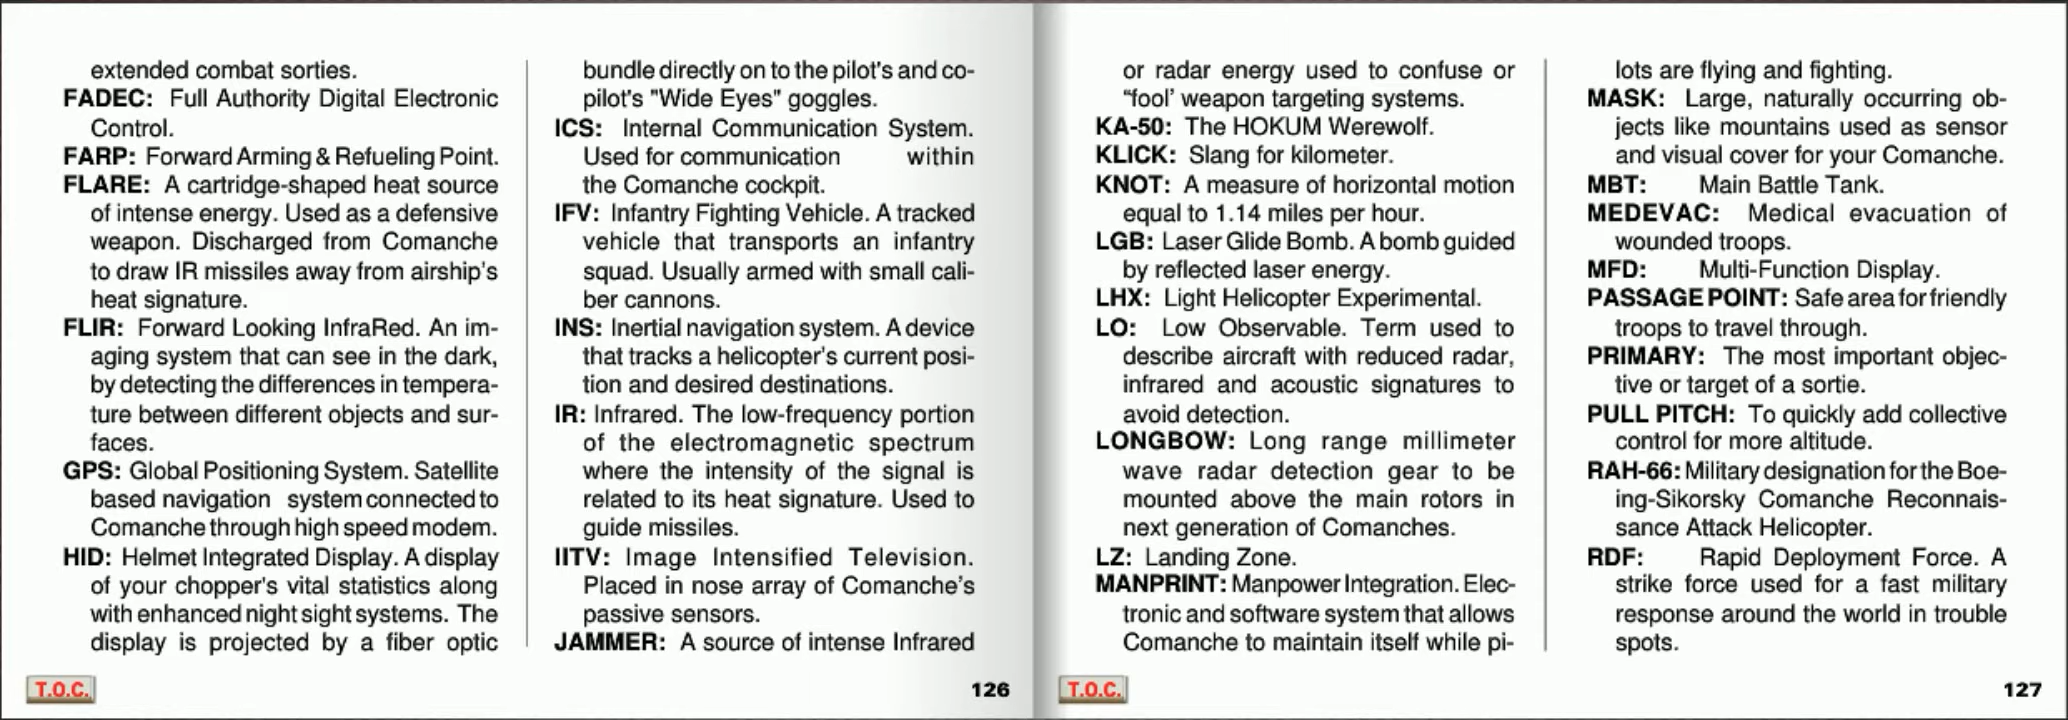 extended combat sorties.
FADEC: Full Authority Digital Electronic
Control.
FARP: Forward Arming & Refueling Point.
FLARE: A cartridge-shaped heat source
of intense energy. Used as a defensive
weapon. Discharged from Comanche
to draw IR missiles away from airship's
heat signature.
FLIR: Forward Looking InfraRed. An im-
aging system that can see in the dark,
by detecting the differences in tempera-
ture between different objects and sur-
faces.
GPS: Global Positioning System. Satellite
based navigation system connected to
Comanche through high speed modem.
HID: Helmet Integrated Display. A display
of your chopper's vital statistics along
with enhanced night sight systems. The
display is projected by a fiber optic
bundle directly on to the pilot's and co-
pilot's "Wide Eyes" goggles.
ICS: Internal Communication System.
Used for communication within
the Comanche cockpit.
IFV: Infantry Fighting Vehicle. A tracked
vehicle that transports an infantry
squad. Usually armed with small cali-
ber cannons.
INS: Inertial navigation system. A device
that tracks a helicopter's current posi-
tion and desired destinations.
IR: Infrared. The low-frequency portion
of the electromagnetic spectrum
where the intensity of the signal is
related to its heat signature. Used to
guide missiles.
IITV: Image Intensified Television.
Placed in nose array of Comanche's
passive sensors.
JAMMER: A source of intense Infrared
T.O.C.
126
or radar energy used to confuse or
"fool' weapon targeting systems.
KA-50: The HOKUM Werewolf.
KLICK: Slang for kilometer.
KNOT: A measure of horizontal motion
equal to 1.14 miles per hour.
LGB: Laser Glide Bomb. A bomb guided
by reflected laser energy.
LHX: Light Helicopter Experimental.
LO: Low Observable. Term used to
describe aircraft with reduced radar,
infrared and acoustic signatures to
avoid detection.
LONGBOW: Long range millimeter
wave radar detection gear to be
mounted above the main rotors in
next generation of Comanches.
LZ: Landing Zone.
MANPRINT: Manpower Integration. Elec-
tronic and software system that allows
Comanche to maintain itself while pi-
lots are flying and fighting.
MASK: Large, naturally occurring ob-
jects like mountains used as sensor
and visual cover for your Comanche.
MBT: Main Battle Tank.
MEDEVAC: Medical evacuation of
wounded troops.
MFD: Multi-Function Display.
PASSAGE POINT: Safe area for friendly
troops to travel through.
PRIMARY: The most important objec-
tive or target of a sortie.
PULL PITCH: To quickly add collective
control for more altitude.
RAH-66: Military designation for the Boe-
ing-Sikorsky Comanche Reconnais-
sance Attack Helicopter.
RDF: Rapid Deployment Force. A
strike force used for a fast military
response around the world in trouble
spots.
T.O.C.
127